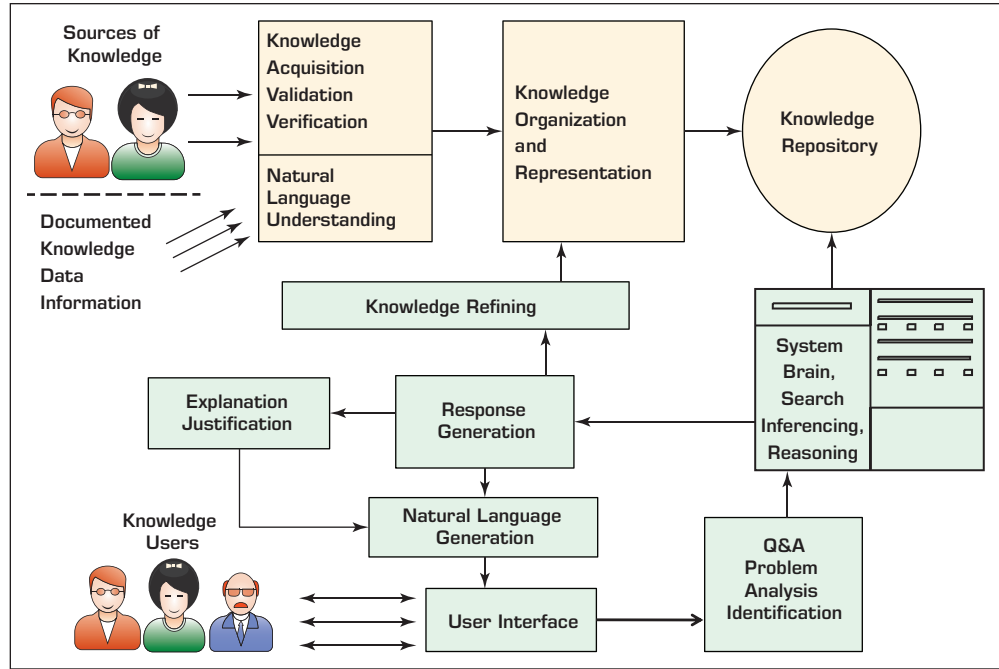 Sources of
Knowledge
Knowledge
Acquisition
Validation
Verification
Natural
Language
Understanding
Documented
Knowledge
Data
Information
Knowledge
Organization
and
Representation
Knowledge
Repository
Knowledge Refining
System
Brain,
Search
Inferencing,
Reasoning
Explanation
Justification
Response
Generation
Natural Language
Generation
Knowledge
Users
User Interface
Q&A
Problem
Analysis
Identification